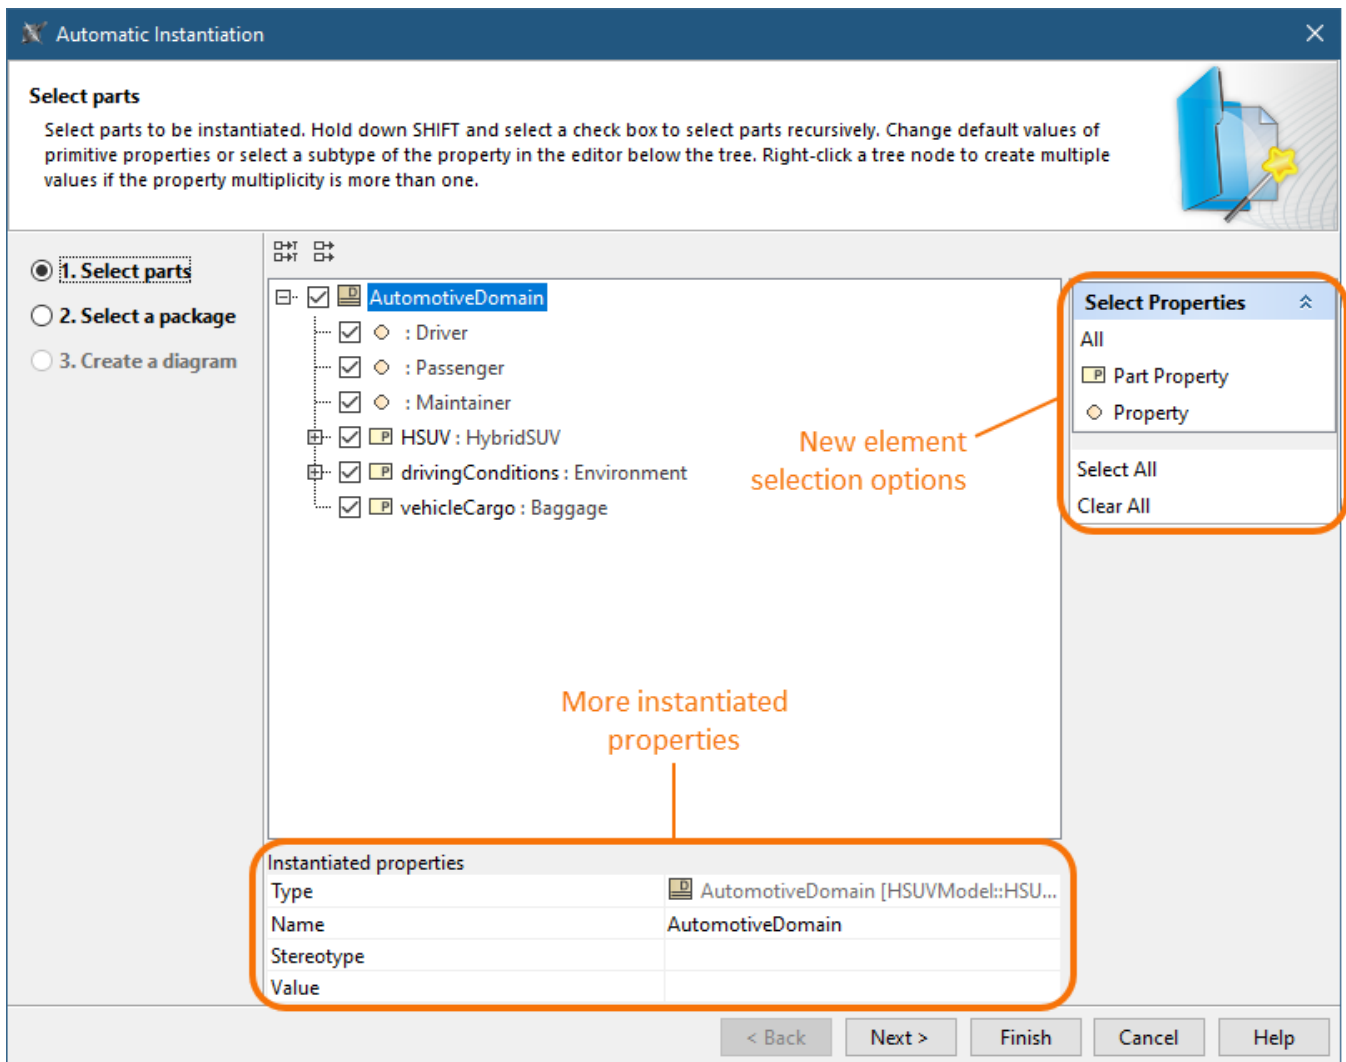 Automatic Instantiation
Select parts
Select parts to be instantiated. Hold down SHIFT and select a check box to select parts recursively. Change default values of
primitive properties or select a subtype of the property in the editor below the tree. Right-click a tree node to create multiple
values if the property multiplicity is more than one.
1. Select parts
2. Select a package
3. Create a diagram
AutomotiveDomain
: Driver
: Passenger
: Maintainer
HSUV : HybridSUV
drivingConditions : Environment
vehicleCargo : Baggage
New element
selection options
Select Properties
All
Part Property
Property
Select All
Clear All
More instantiated
properties
Instantiated properties
Type AutomotiveDomain [HSUVModel::HSU...
Name AutomotiveDomain
Stereotype
Value
< Back Next > Finish Cancel Help